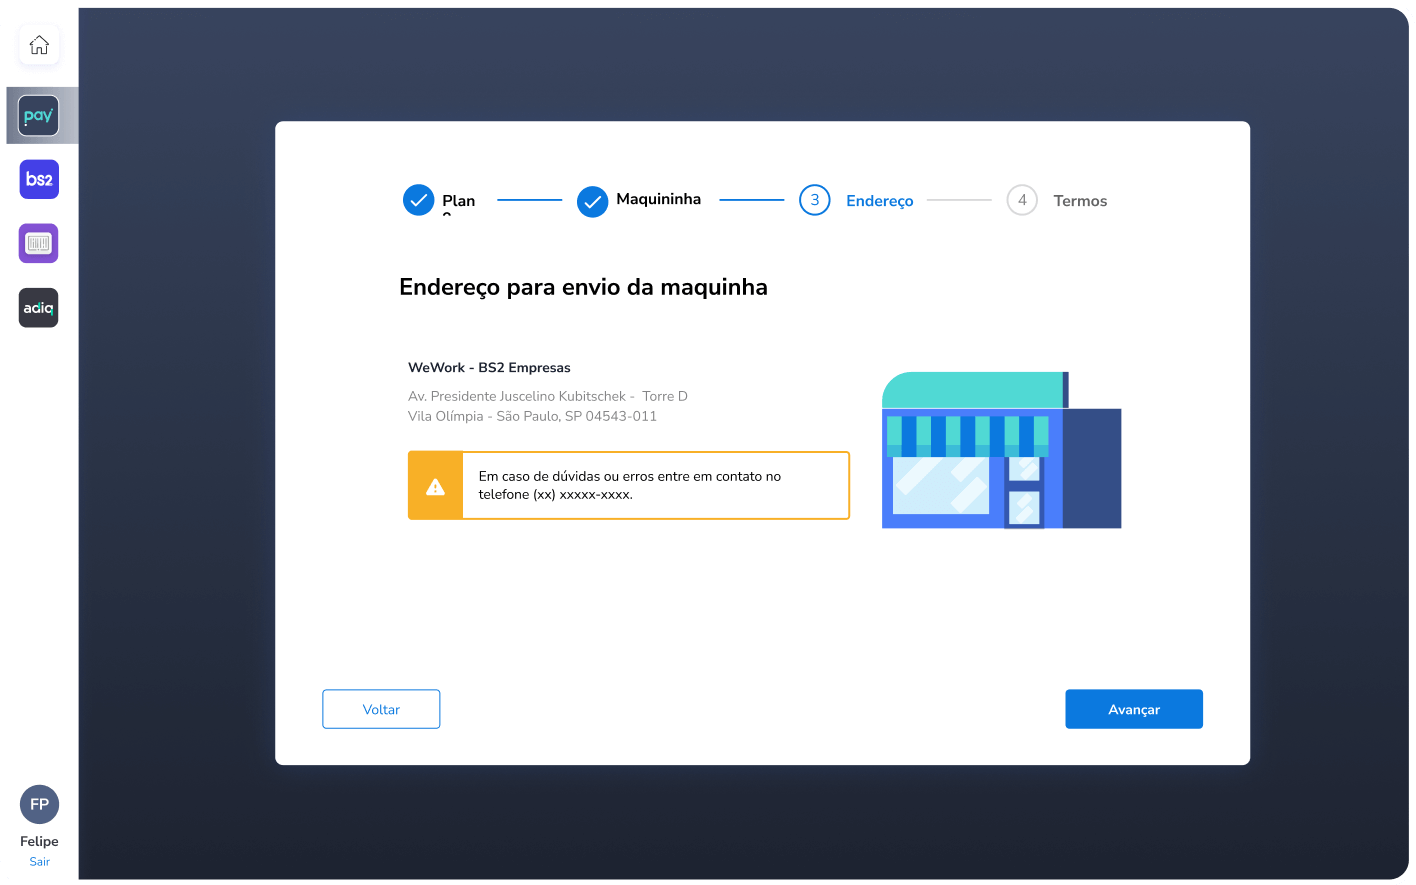 pay
bs2
adiq
Plan
Maquininha
3
Endereço
4
Termos
Endereço para envio da maquinha
WeWork - BS2 Empresas
Av. Presidente Juscelino Kubitschek - Torre D
Vila Olímpia - São Paulo, SP 04543-011
Em caso de dúvidas ou erros entre em contato no
telefone (xx) xxxxx-xxxx.
Voltar
Avançar
FP
Felipe
Sair